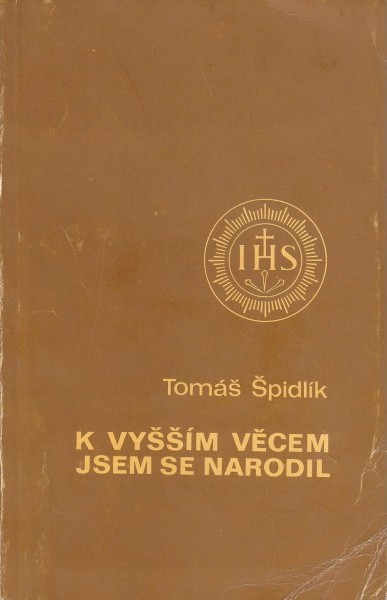 IHS
Tomáš Špidlík
K VYŠŠÍM VĚCEM
JSEM SE NARODIL